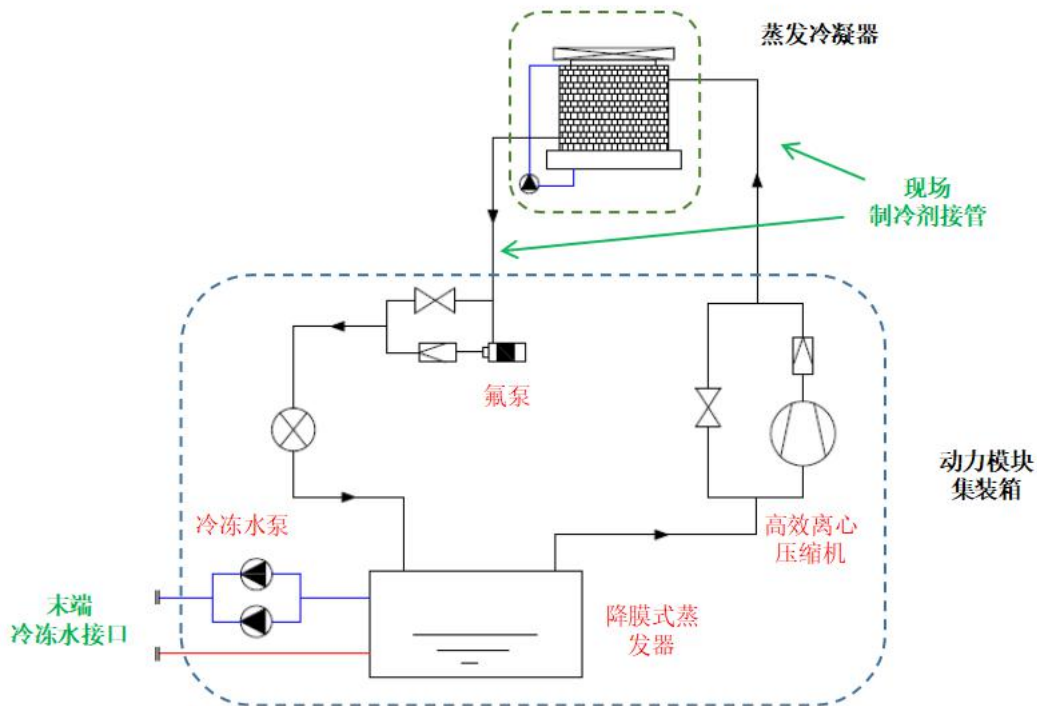 蒸发冷凝器
现场
制冷剂接管
氟泵
动力模块
集装箱
冷冻水泵
高效离心
压缩机
末端
冷冻水接口
降膜式蒸
发器